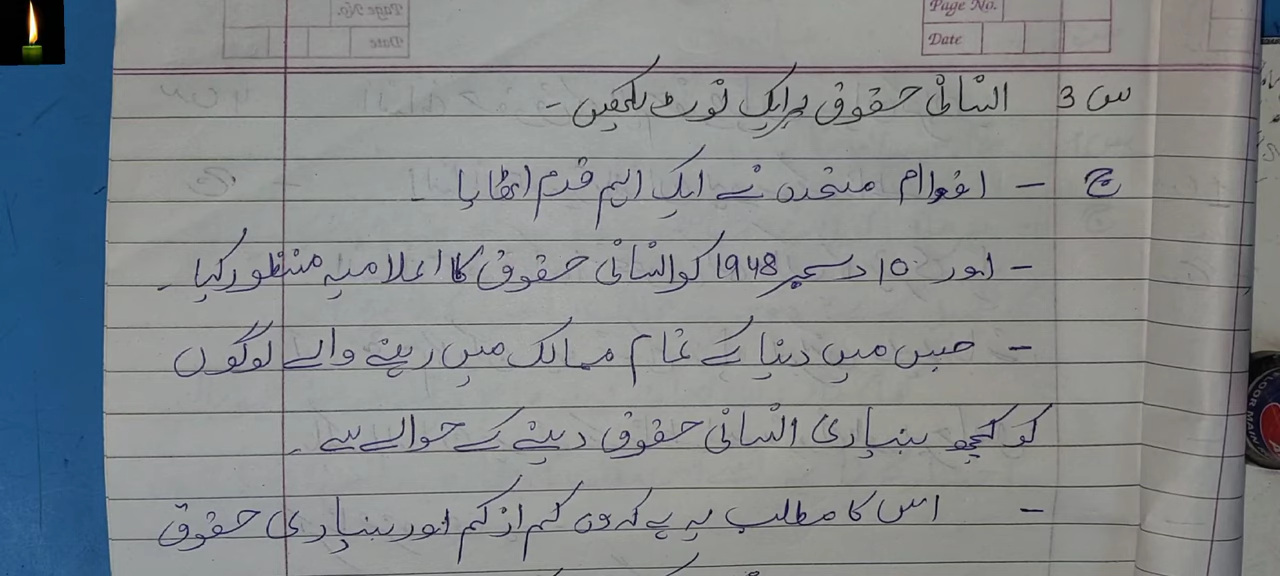 Page No.
Date
س 3 انسانی حقوق پر ایک نوٹ لکھیں -
ج - اقوام متحدہ نے ایک اہم قدم اٹھایا -
- اور 10 دسمبر 1948 کو انسانی حقوق کا اعلامیہ منظور کیا -
- جس میں دنیا کے تمام ممالک میں رہنے والے لوگوں
کو کچھ بنیادی انسانی حقوق دینے کے حوالے سے -
- اس کا مطلب یہ ہے کہ وہ کم از کم اور بنیادی حقوق